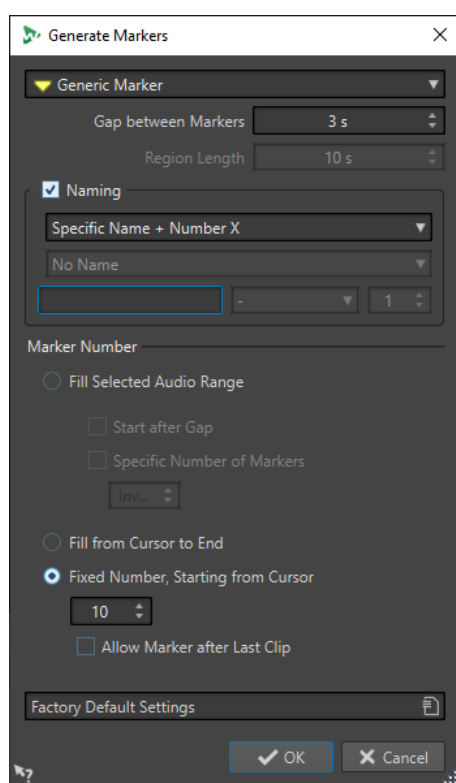 Generate Markers
Generic Marker
Gap between Markers 3 s
Region Length 10 s
Naming
Specific Name + Number X
No Name
- 1
Marker Number
Fill Selected Audio Range
Start after Gap
Specific Number of Markers
Inv...
Fill from Cursor to End
Fixed Number, Starting from Cursor
10
Allow Marker after Last Clip
Factory Default Settings
OK Cancel
?